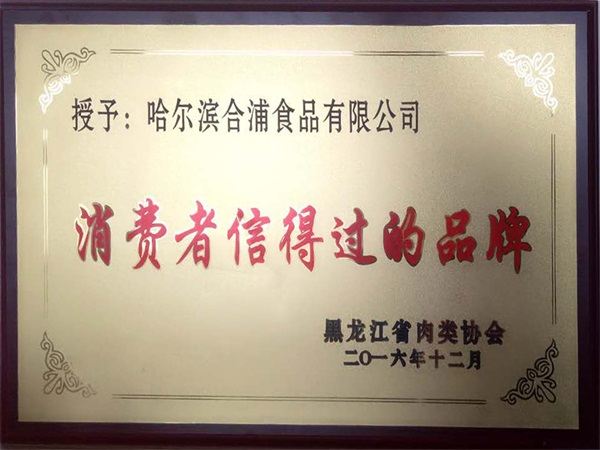 授予：哈尔滨合浦食品有限公司
消费者信得过的品牌
黑龙江省肉类协会
二〇一六年十二月